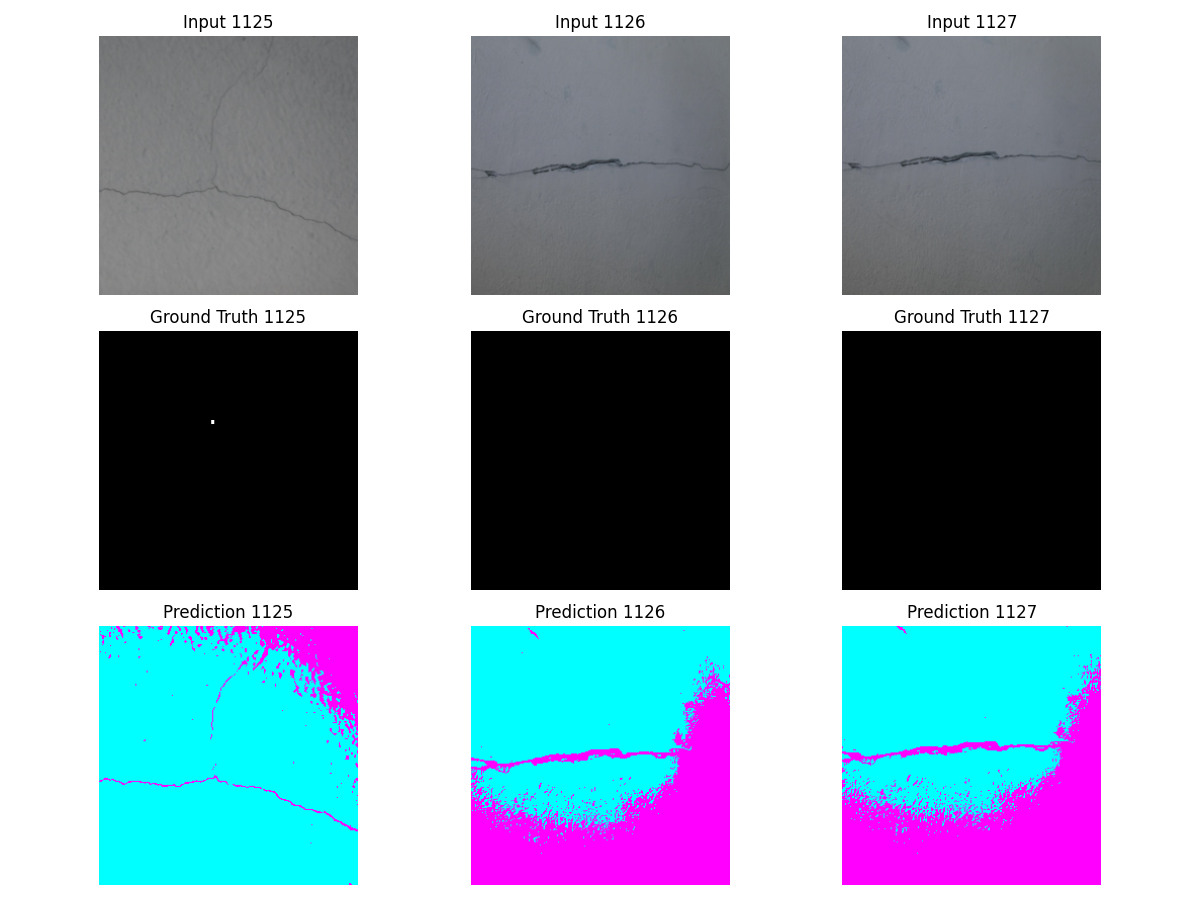 Input 1125
Input 1126
Input 1127
Ground Truth 1125
Ground Truth 1126
Ground Truth 1127
Prediction 1125
Prediction 1126
Prediction 1127